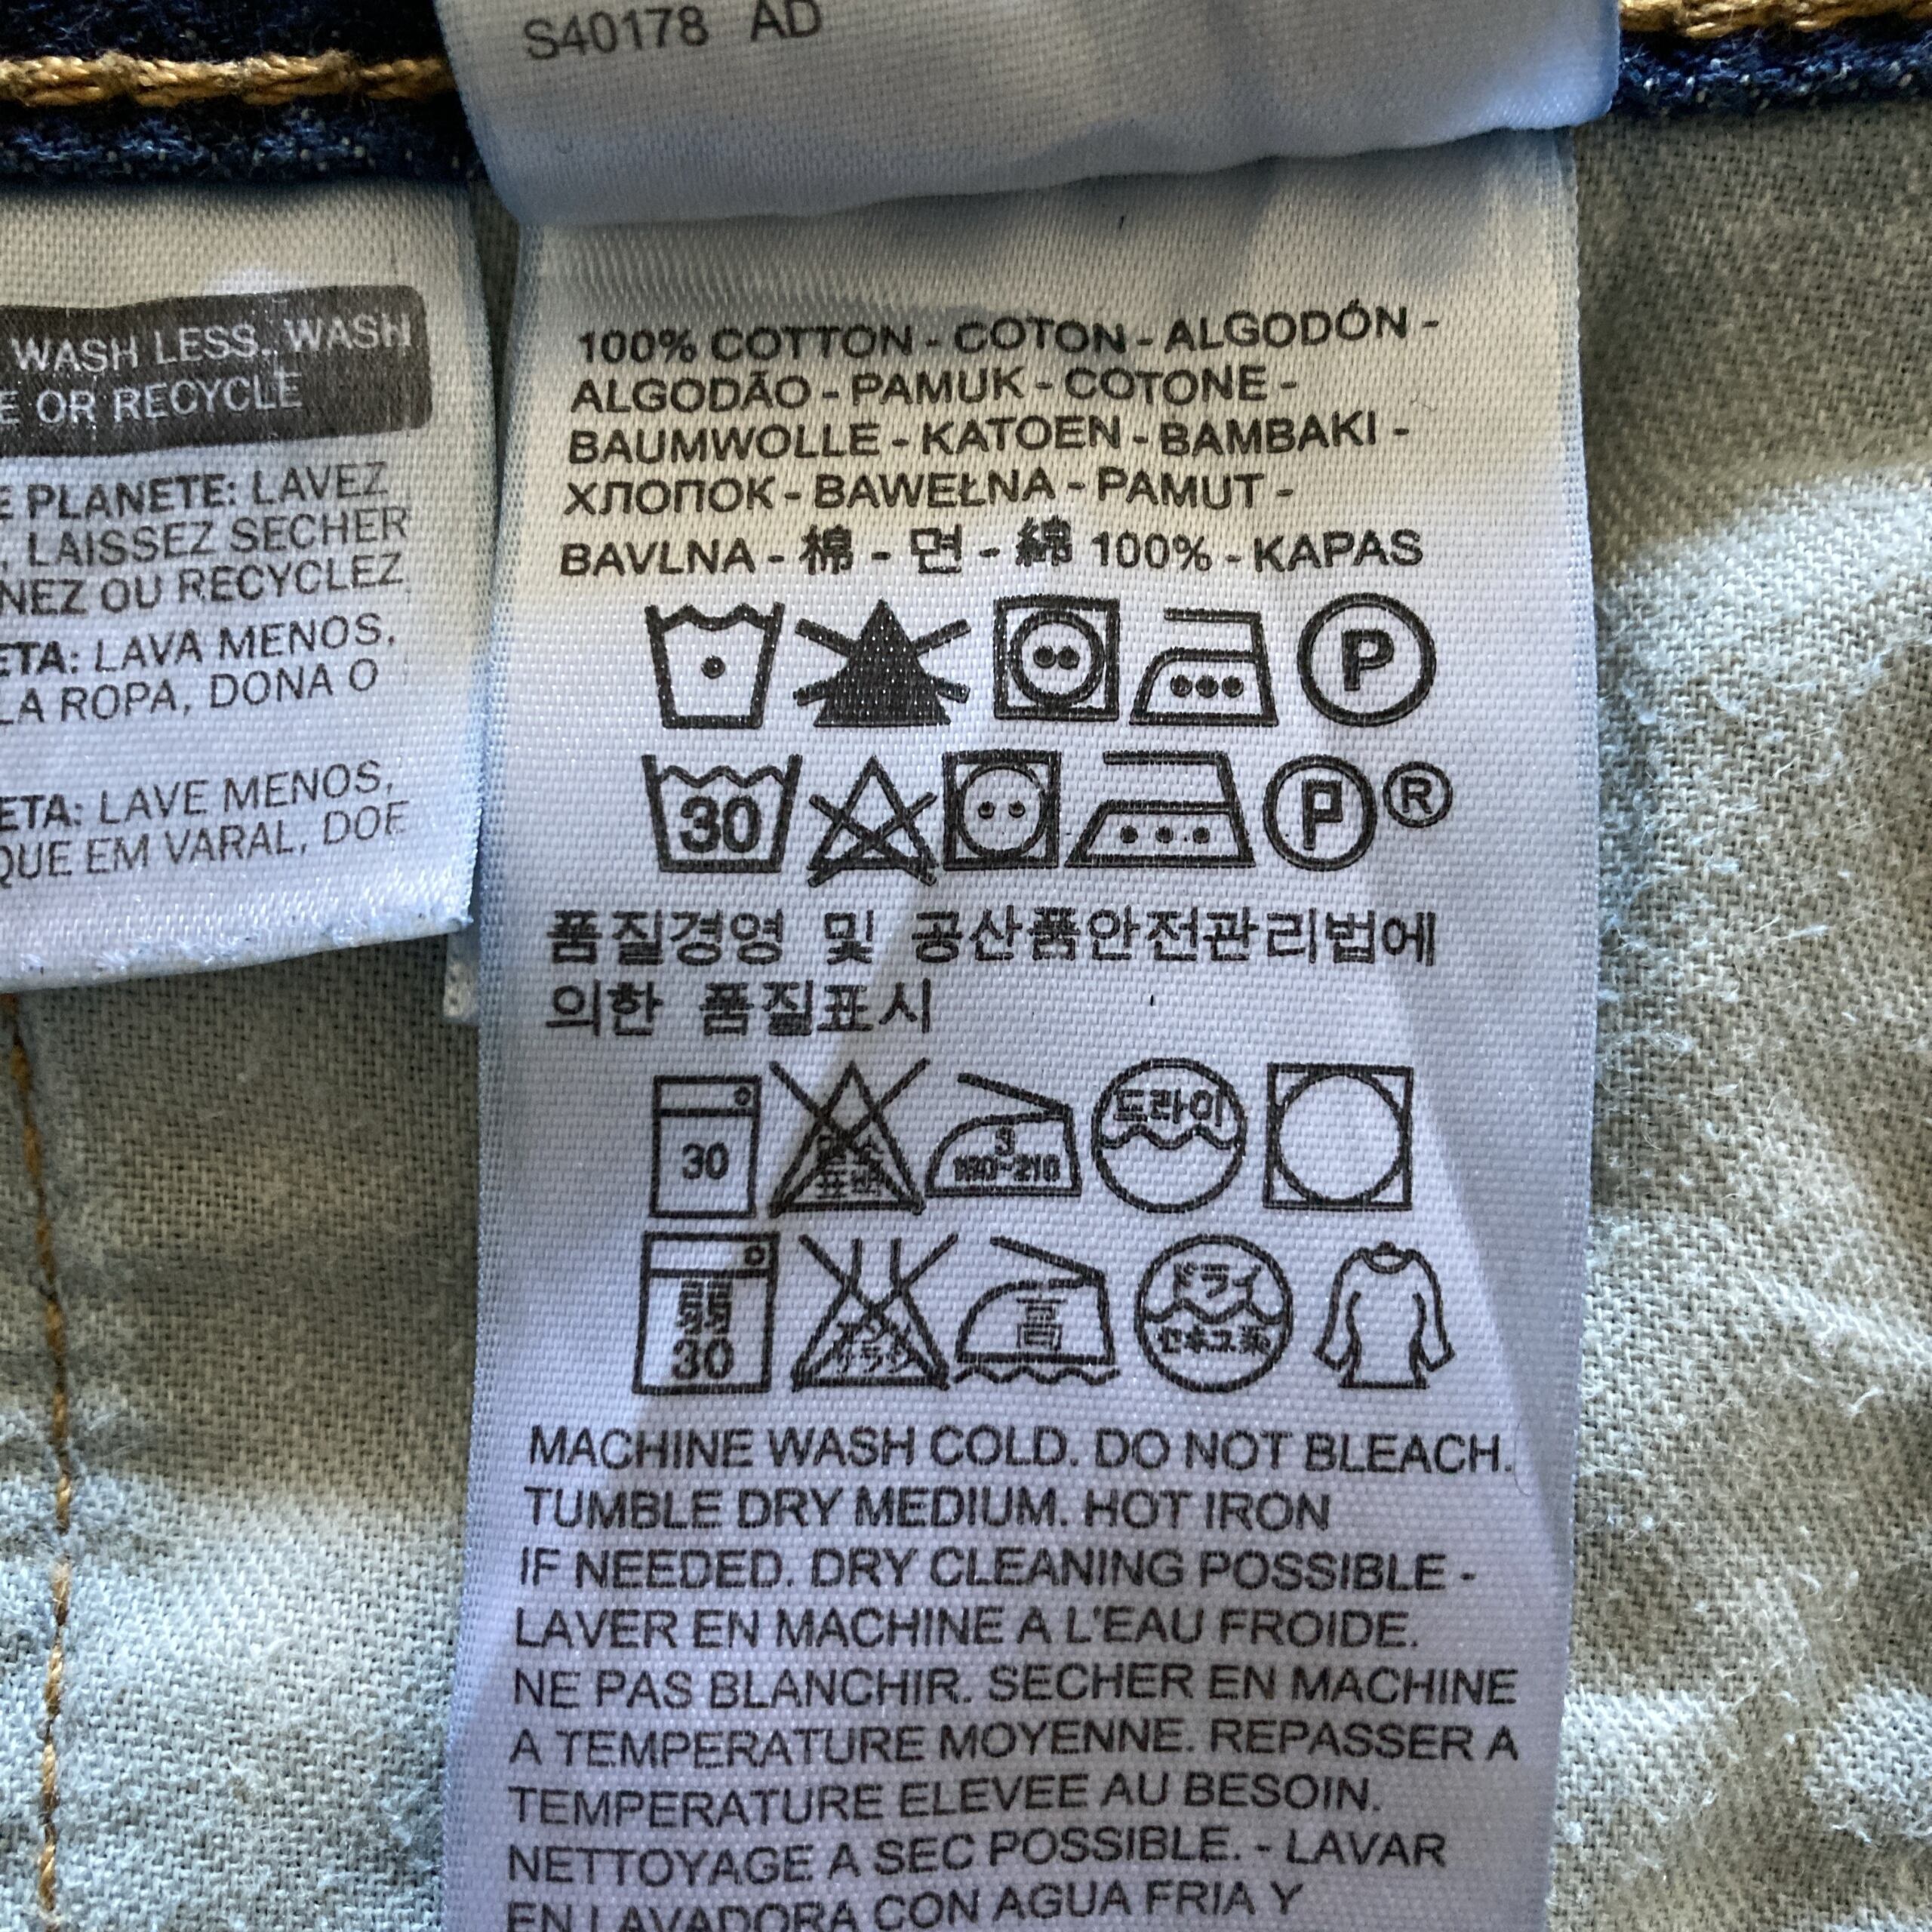 S40178 AD
WASH LESS, WASH
E OR RECYCLE
E PLANETE: LAVEZ
, LAISSEZ SECHER
NEZ OU RECYCLEZ
ETA: LAVA MENOS,
LA ROPA, DONA O
ETA: LAVE MENOS,
QUE EM VARAL, DOE
100% COTTON - COTON - ALGODÓN -
ALGODÃO - PAMUK - COTONE -
BAUMWOLLE - KATOEN - BAMBAKI -
ХЛОПОК - BAWEŁNA - PAMUT -
BAVLNA - 棉 - 면 - 綿 100% - KAPAS
P
30 P ®
품질경영 및 공산품안전관리법에
의한 품질표시
30 3 180~210 드라이
弱 30 高 ドライ
MACHINE WASH COLD. DO NOT BLEACH.
TUMBLE DRY MEDIUM. HOT IRON
IF NEEDED. DRY CLEANING POSSIBLE -
LAVER EN MACHINE A L'EAU FROIDE.
NE PAS BLANCHIR. SECHER EN MACHINE
A TEMPERATURE MOYENNE. REPASSER A
TEMPERATURE ELEVEE AU BESOIN.
NETTOYAGE A SEC POSSIBLE. - LAVAR
EN LAVADORA CON AGUA FRIA Y